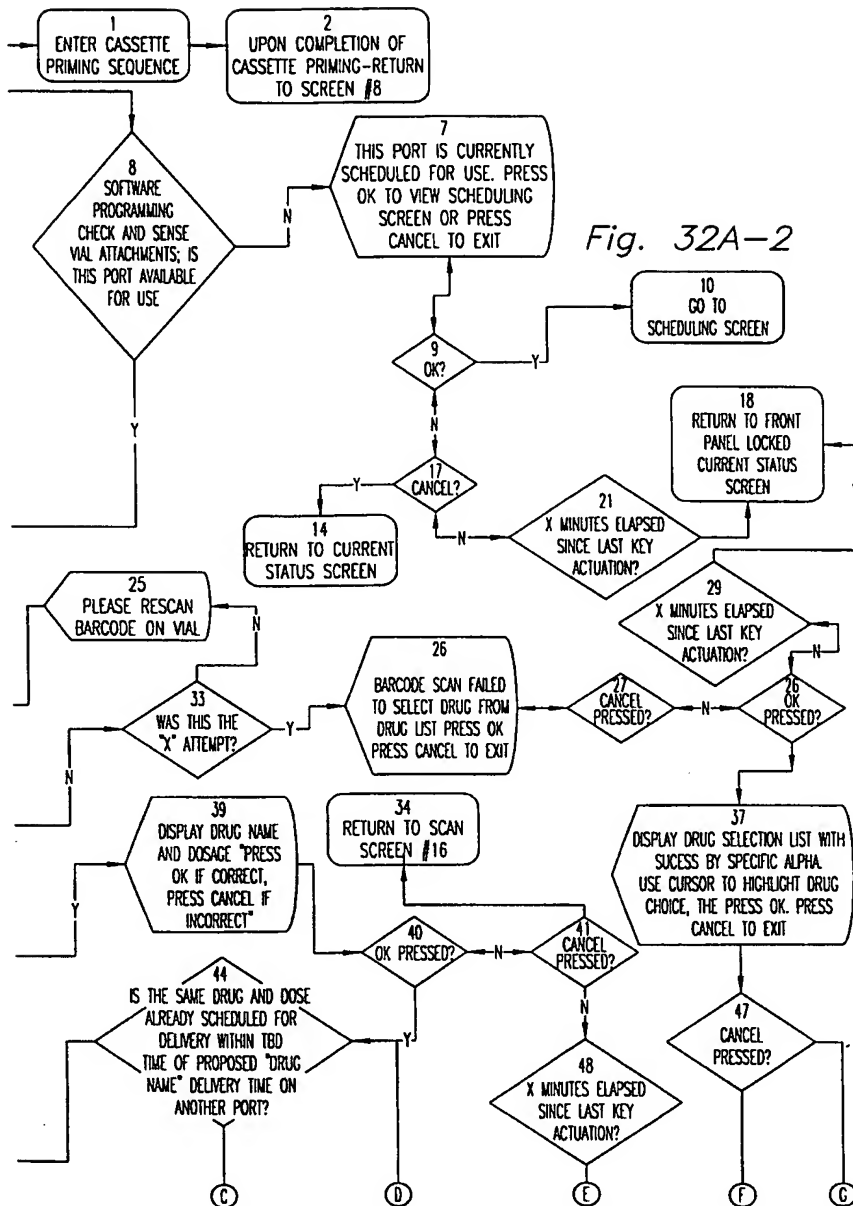 1
ENTER CASSETTE
PRIMING SEQUENCE
2
UPON COMPLETION OF
CASSETTE PRIMING-RETURN
TO SCREEN #8
7
THIS PORT IS CURRENTLY
SCHEDULED FOR USE. PRESS
OK TO VIEW SCHEDULING
SCREEN OR PRESS
CANCEL TO EXIT
8
SOFTWARE
PROGRAMMING
CHECK AND SENSE
VIAL ATTACHMENTS; IS
THIS PORT AVAILABLE
FOR USE
N
Y
Fig. 32A-2
10
GO TO
SCHEDULING SCREEN
9
OK?
Y
N
17
CANCEL?
Y
N
14
RETURN TO CURRENT
STATUS SCREEN
21
X MINUTES ELAPSED
SINCE LAST KEY
ACTUATION?
18
RETURN TO FRONT
PANEL LOCKED
CURRENT STATUS
SCREEN
25
PLEASE RESCAN
BARCODE ON VIAL
N
29
X MINUTES ELAPSED
SINCE LAST KEY
ACTUATION?
N
33
WAS THIS THE
"X" ATTEMPT?
Y
N
26
BARCODE SCAN FAILED
TO SELECT DRUG FROM
DRUG LIST PRESS OK
PRESS CANCEL TO EXIT
27
CANCEL
PRESSED?
N
26
OK
PRESSED?
39
DISPLAY DRUG NAME
AND DOSAGE "PRESS
OK IF CORRECT,
PRESS CANCEL IF
INCORRECT"
Y
34
RETURN TO SCAN
SCREEN #16
37
DISPLAY DRUG SELECTION LIST WITH
SUCESS BY SPECIFIC ALPHA.
USE CURSOR TO HIGHLIGHT DRUG
CHOICE, THE PRESS OK. PRESS
CANCEL TO EXIT
40
OK PRESSED?
N
Y
41
CANCEL
PRESSED?
N
44
IS THE SAME DRUG AND DOSE
ALREADY SCHEDULED FOR
DELIVERY WITHIN TBD
TIME OF PROPOSED "DRUG
NAME" DELIVERY TIME ON
ANOTHER PORT?
48
X MINUTES ELAPSED
SINCE LAST KEY
ACTUATION?
47
CANCEL
PRESSED?
C
D
E
F
G